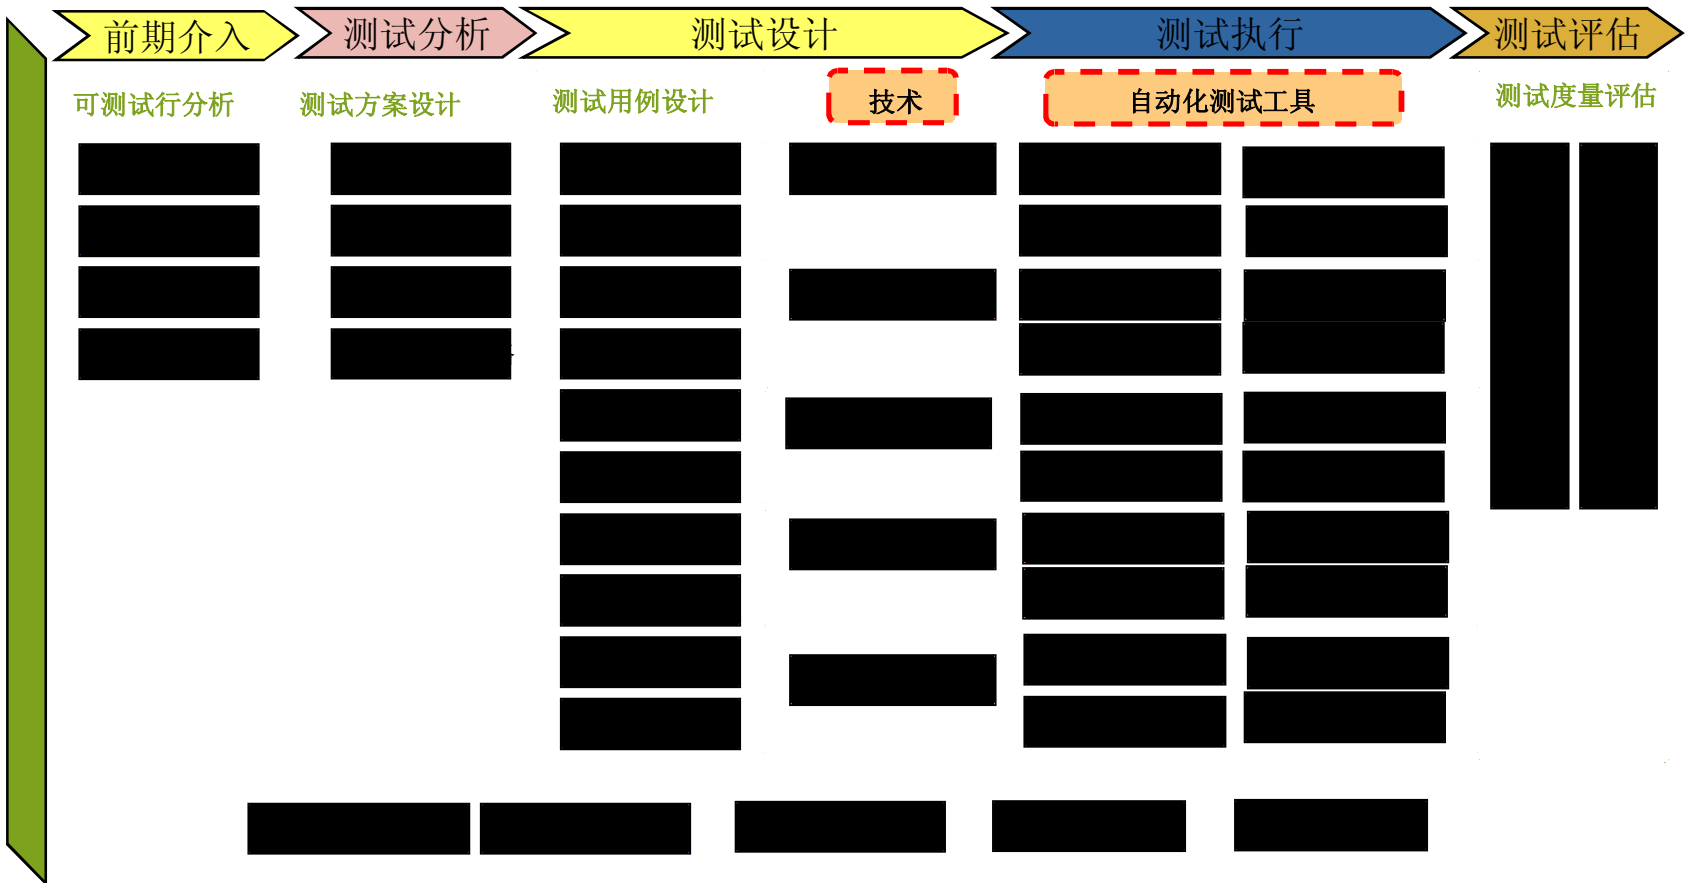 前期介入
测试分析
测试设计
测试执行
测试评估
可测试行分析
测试方案设计
测试用例设计
技术
自动化测试工具
测试度量评估